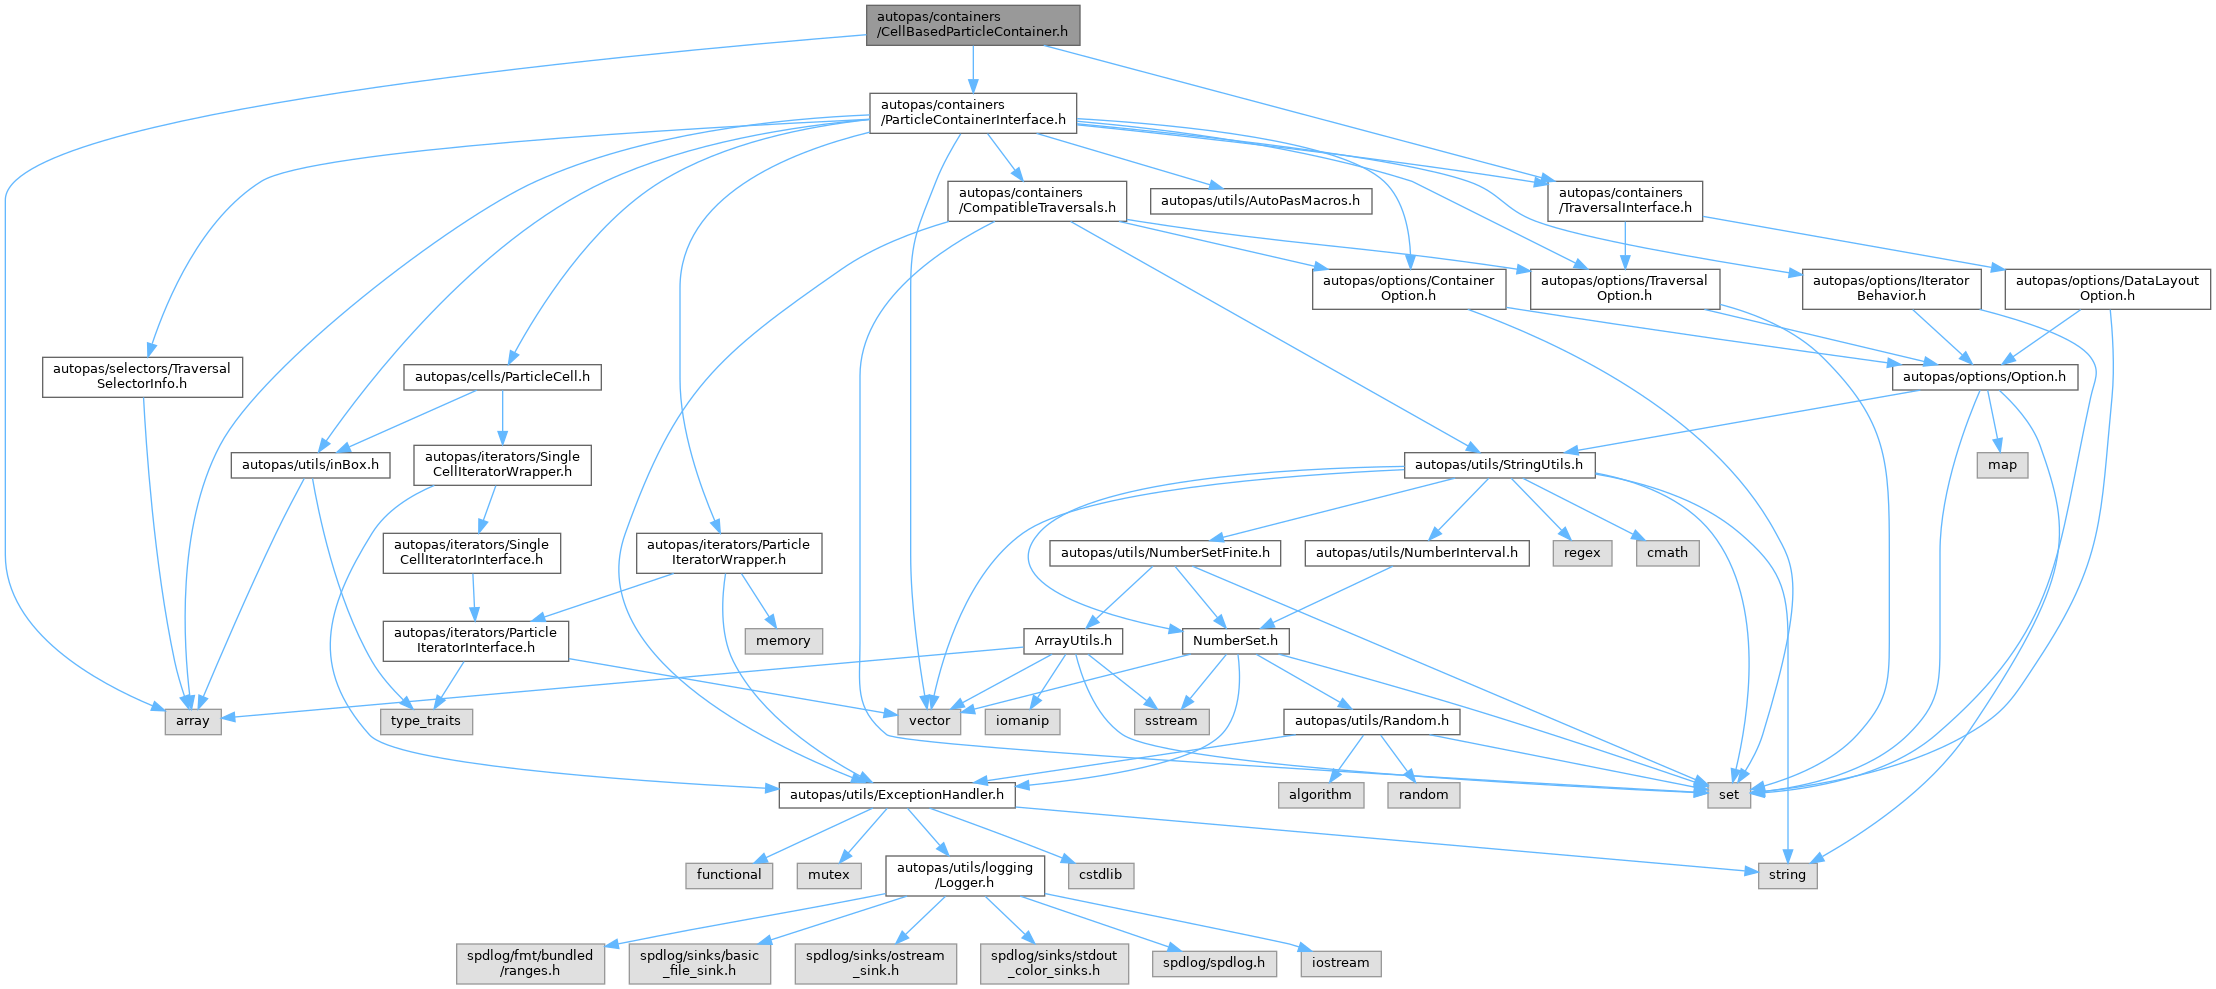 autopas/containers
/CellBasedParticleContainer.h
autopas/containers
/ParticleContainerInterface.h
autopas/containers
/CompatibleTraversals.h
autopas/utils/AutoPasMacros.h
autopas/containers
/TraversalInterface.h
autopas/options/Container
Option.h
autopas/options/Traversal
Option.h
autopas/options/Iterator
Behavior.h
autopas/options/DataLayout
Option.h
autopas/selectors/Traversal
SelectorInfo.h
autopas/cells/ParticleCell.h
autopas/options/Option.h
autopas/utils/inBox.h
autopas/iterators/Single
CellIteratorWrapper.h
autopas/utils/StringUtils.h
map
autopas/iterators/Single
CellIteratorInterface.h
autopas/iterators/Particle
IteratorWrapper.h
autopas/utils/NumberSetFinite.h
autopas/utils/NumberInterval.h
regex
cmath
autopas/iterators/Particle
IteratorInterface.h
memory
ArrayUtils.h
NumberSet.h
array
type_traits
vector
iomanip
sstream
autopas/utils/Random.h
autopas/utils/ExceptionHandler.h
algorithm
random
set
functional
mutex
autopas/utils/logging
/Logger.h
cstdlib
string
spdlog/fmt/bundled
/ranges.h
spdlog/sinks/basic
_file_sink.h
spdlog/sinks/ostream
_sink.h
spdlog/sinks/stdout
_color_sinks.h
spdlog/spdlog.h
iostream